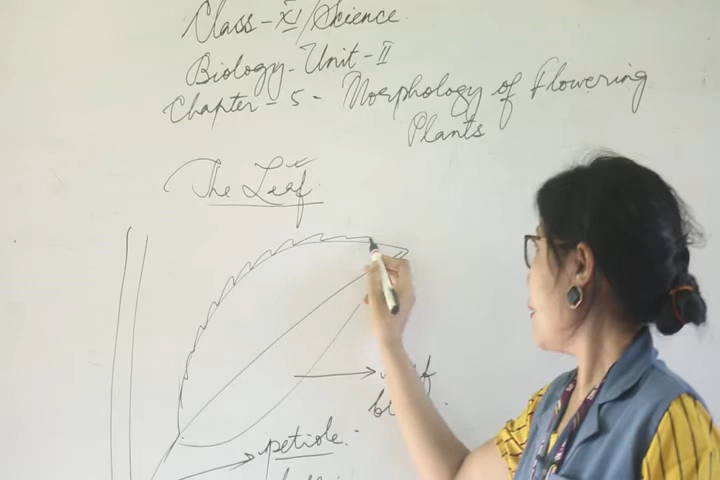 Class-XI/Science
Biology-Unit-II
Chapter-5- Morphology of Flowering
Plants
The Leaf
petiole.